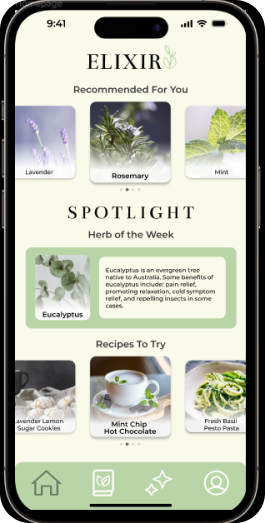 9:41
ELIXIR
Recommended For You
Lavender
Rosemary
Mint
SPOTLIGHT
Herb of the Week
Eucalyptus is an evergreen tree
native to Australia. Some benefits of
eucalyptus include: pain relief,
promoting relaxation, cold symptom
relief, and repelling insects in some
cases.
Eucalyptus
Recipes To Try
avender Lemon
Sugar Cookies
Mint Chip
Hot Chocolate
Fresh Basil
Pesto Pasta